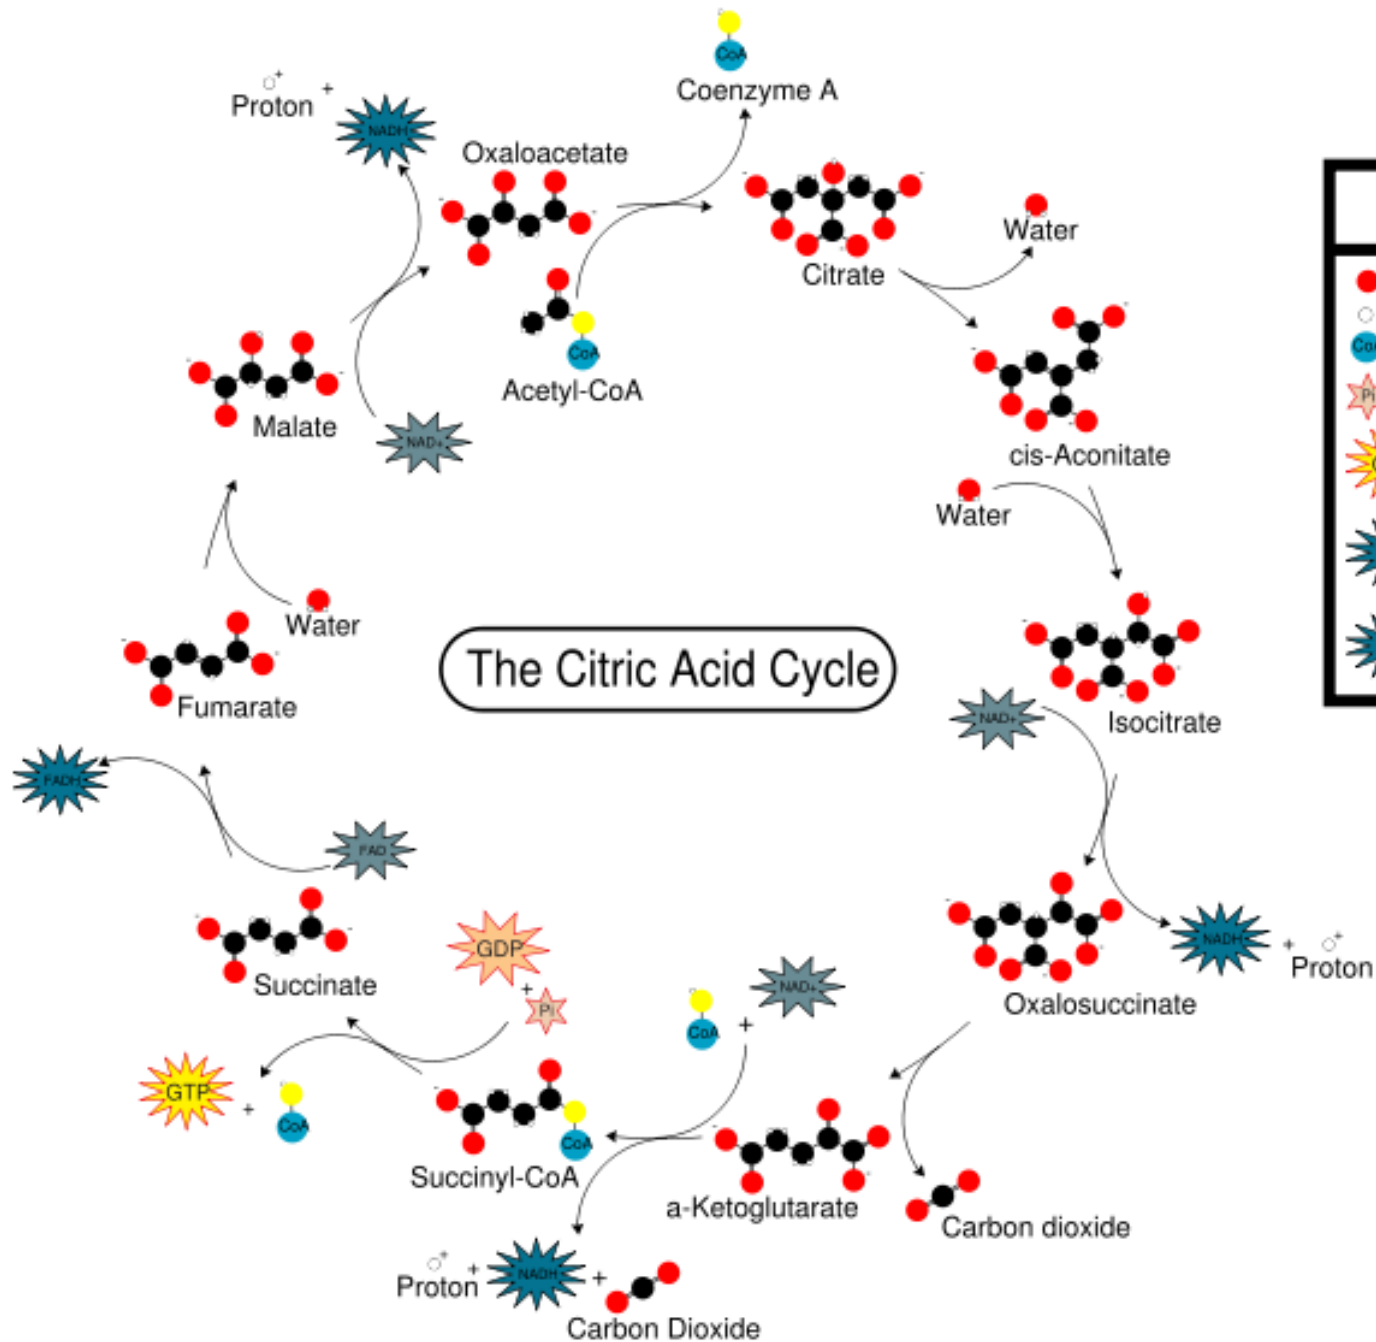 CoA
Coenzyme A
+
Proton
+
NADH
Oxaloacetate
Citrate
Water
CoA
Acetyl-CoA
Malate
NAD+
cis-Aconitate
Water
Water
Fumarate
The Citric Acid Cycle
NAD+
Isocitrate
FADH
FAD
Succinate
GDP
+
Pi
NAD+
CoA
+
Oxalosuccinate
NADH
+
+
Proton
GTP
+
CoA
CoA
Succinyl-CoA
a-Ketoglutarate
Carbon dioxide
+
Proton
+
NADH
+
Carbon Dioxide
CoA
Pi